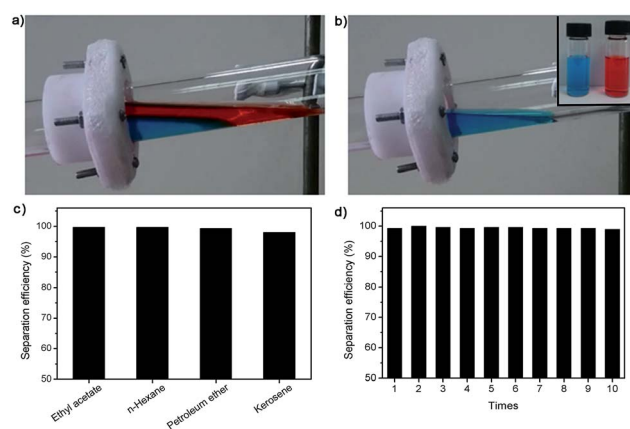 a)
b)
c)
d)
Separation efficiency (%)
100
90
80
70
60
50
Ethyl acetate
n-Hexane
Petroleum ether
Kerosene
Separation efficiency (%)
100
90
80
70
60
50
1 2 3 4 5 6 7 8 9 10
Times